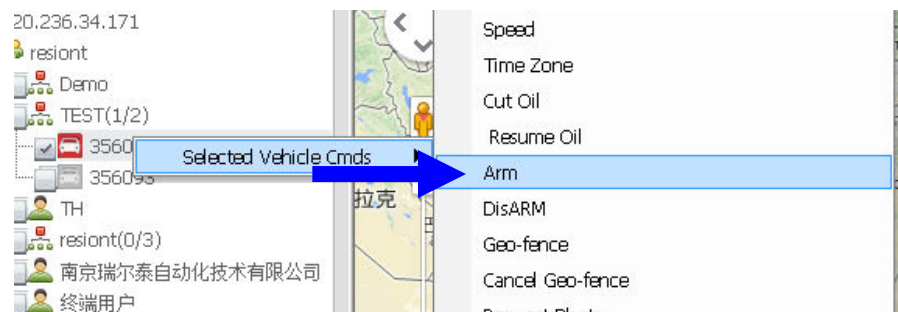 20.236.34.171
resiont
Demo
TEST(1/2)
3560
356093
TH
resiont(0/3)
南京瑞尔泰自动化技术有限公司
终端用户
Selected Vehicle Cmds
拉克
Speed
Time Zone
Cut Oil
Resume Oil
Arm
DisARM
Geo-fence
Cancel Geo-fence